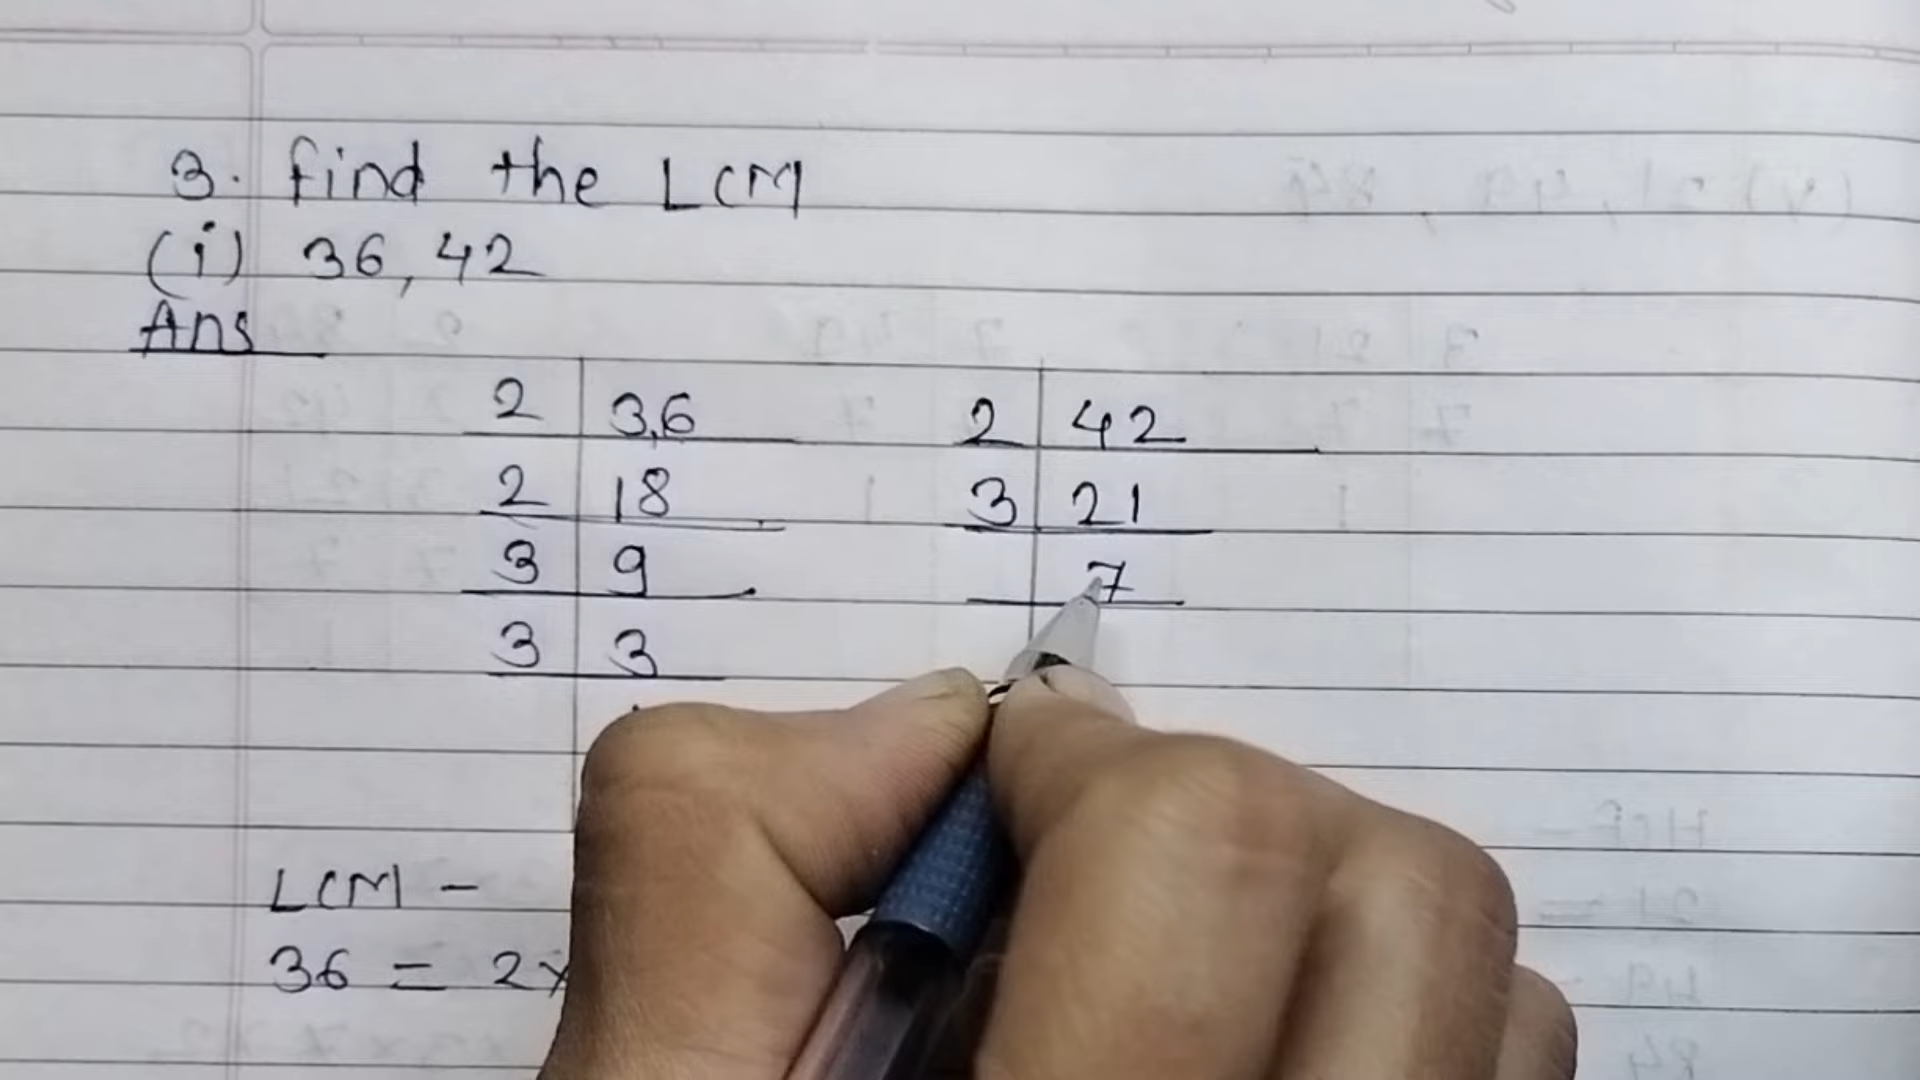 3. find the LCM
(i) 36, 42
Ans
2 | 36
2 | 18
3 | 9
3 | 3
2 | 42
3 | 21
7
LCM -
36 = 2x